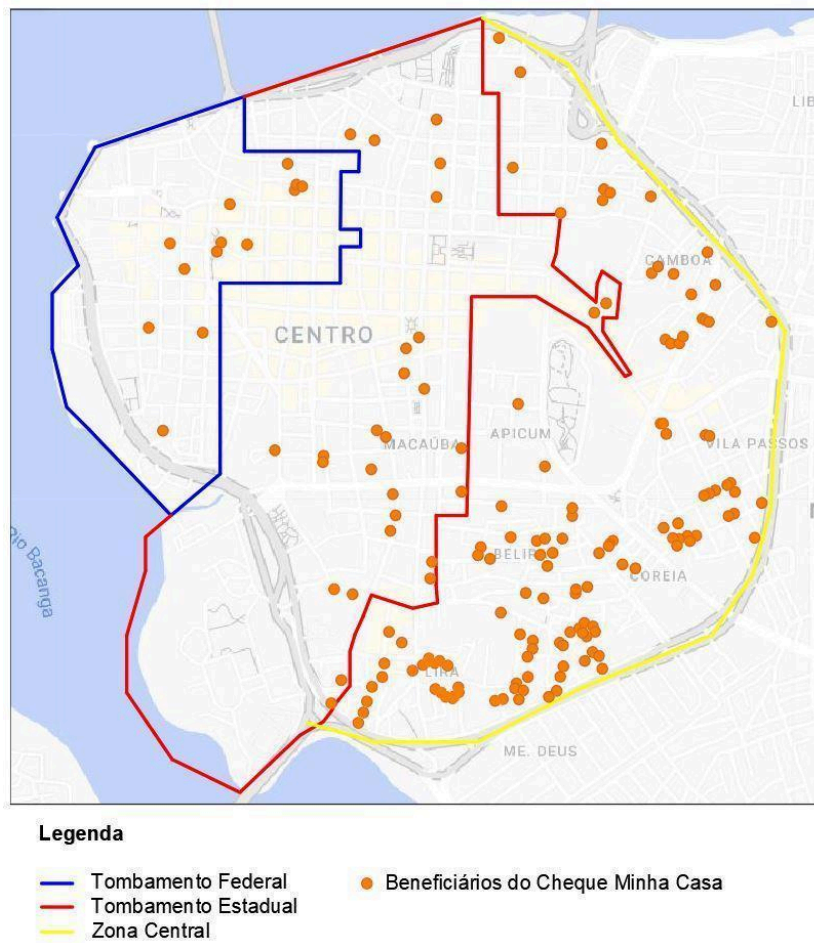 LIB
CAMBOA
CENTRO
MACAÚBA
APICUM
VILA PASSOS
Rio Bacanga
BELIR
COREIA
LIRA
ME. DEUS
Legenda
Tombamento Federal
Beneficiários do Cheque Minha Casa
Tombamento Estadual
Zona Central